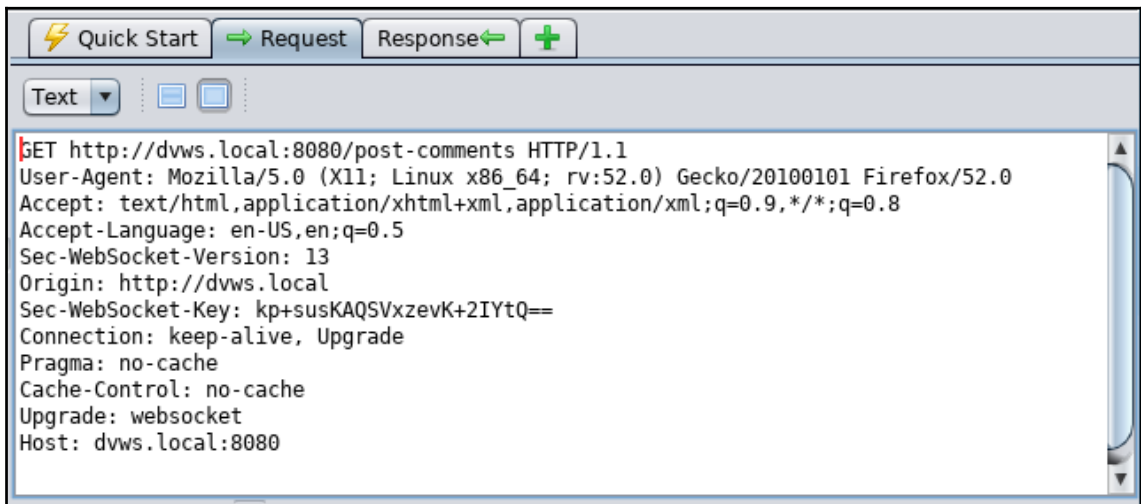 Quick Start Request Response
Text
GET http://dvws.local:8080/post-comments HTTP/1.1
User-Agent: Mozilla/5.0 (X11; Linux x86_64; rv:52.0) Gecko/20100101 Firefox/52.0
Accept: text/html,application/xhtml+xml,application/xml;q=0.9,*/*;q=0.8
Accept-Language: en-US,en;q=0.5
Sec-WebSocket-Version: 13
Origin: http://dvws.local
Sec-WebSocket-Key: kp+susKAQSVxzevK+2IYtQ==
Connection: keep-alive, Upgrade
Pragma: no-cache
Cache-Control: no-cache
Upgrade: websocket
Host: dvws.local:8080